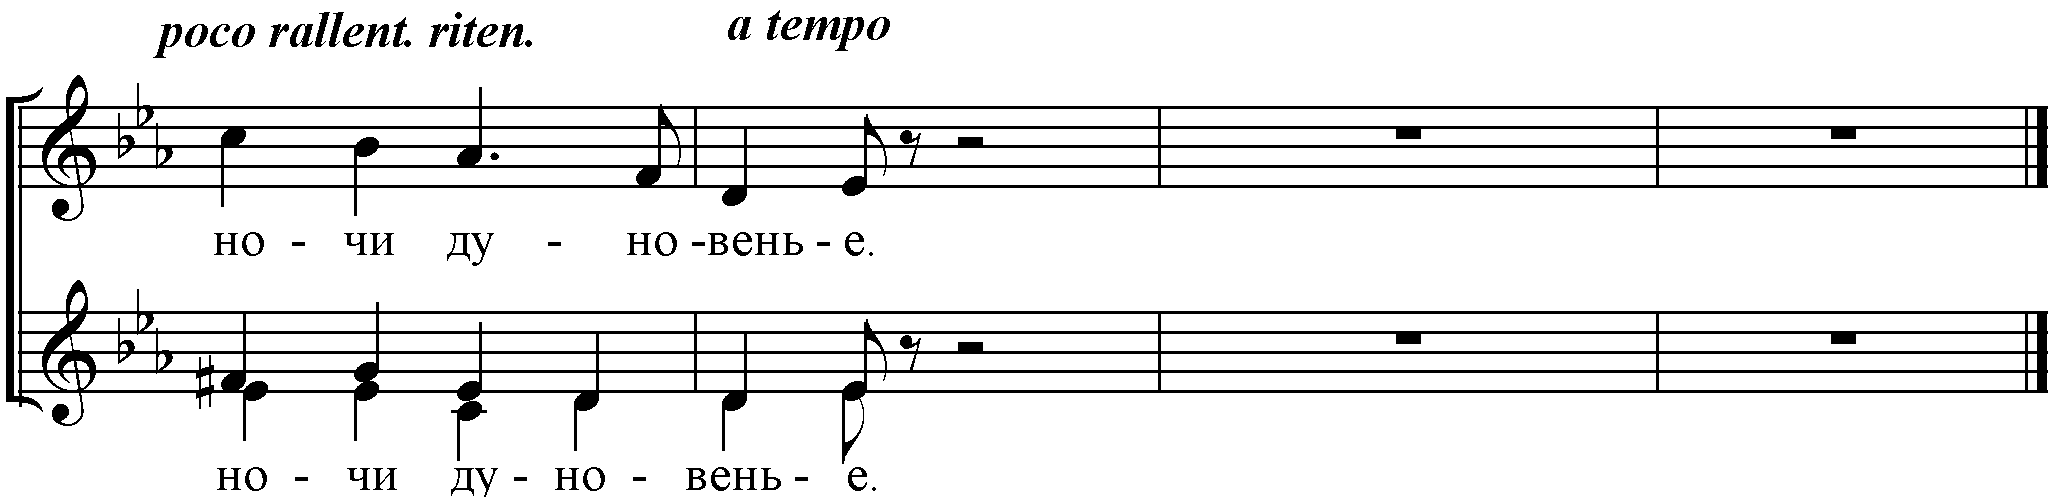 poco rallent. riten. a tempo
но - чи ду - но -вень - е.
но - чи ду - но - вень - е.